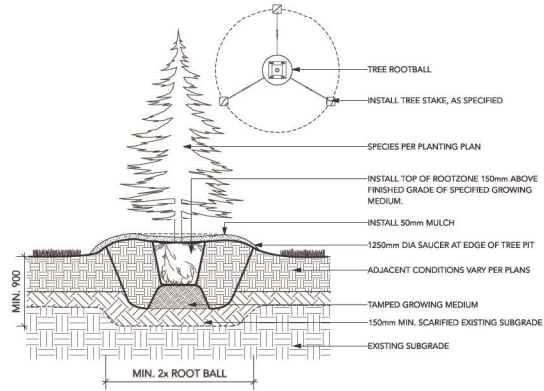 TREE ROOTBALL
INSTALL TREE STAKE, AS SPECIFIED
SPECIES PER PLANTING PLAN
INSTALL TOP OF ROOTZONE 150mm ABOVE
FINISHED GRADE OF SPECIFIED GROWING
MEDIUM.
INSTALL 50mm MULCH
1250mm DIA SAUCER AT EDGE OF TREE PIT
ADJACENT CONDITIONS VARY PER PLANS
MIN. 900
TAMPED GROWING MEDIUM
150mm MIN. SCARIFIED EXISTING SUBGRADE
EXISTING SUBGRADE
MIN. 2x ROOT BALL